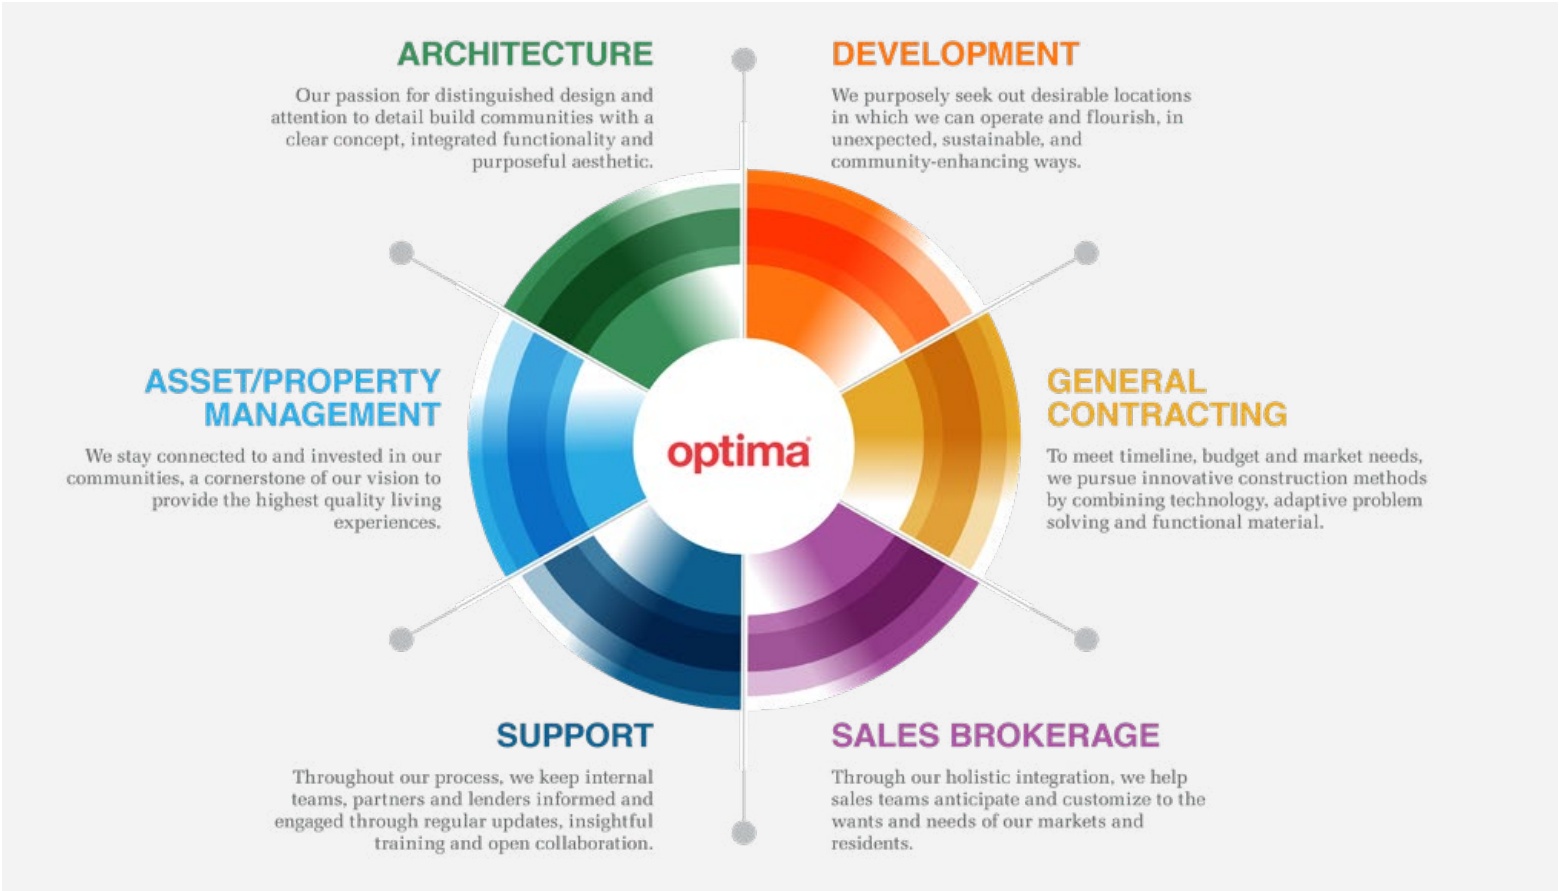 ARCHITECTURE
Our passion for distinguished design and
attention to detail build communities with a
clear concept, integrated functionality and
purposeful aesthetic.
DEVELOPMENT
We purposely seek out desirable locations
in which we can operate and flourish, in
unexpected, sustainable, and
community-enhancing ways.
ASSET/PROPERTY
MANAGEMENT
We stay connected to and invested in our
communities, a cornerstone of our vision to
provide the highest quality living
experiences.
optima
GENERAL
CONTRACTING
To meet timeline, budget and market needs,
we pursue innovative construction methods
by combining technology, adaptive problem
solving and functional material.
SUPPORT
Throughout our process, we keep internal
teams, partners and lenders informed and
engaged through regular updates, insightful
training and open collaboration.
SALES BROKERAGE
Through our holistic integration, we help
sales teams anticipate and customize to the
wants and needs of our markets and
residents.